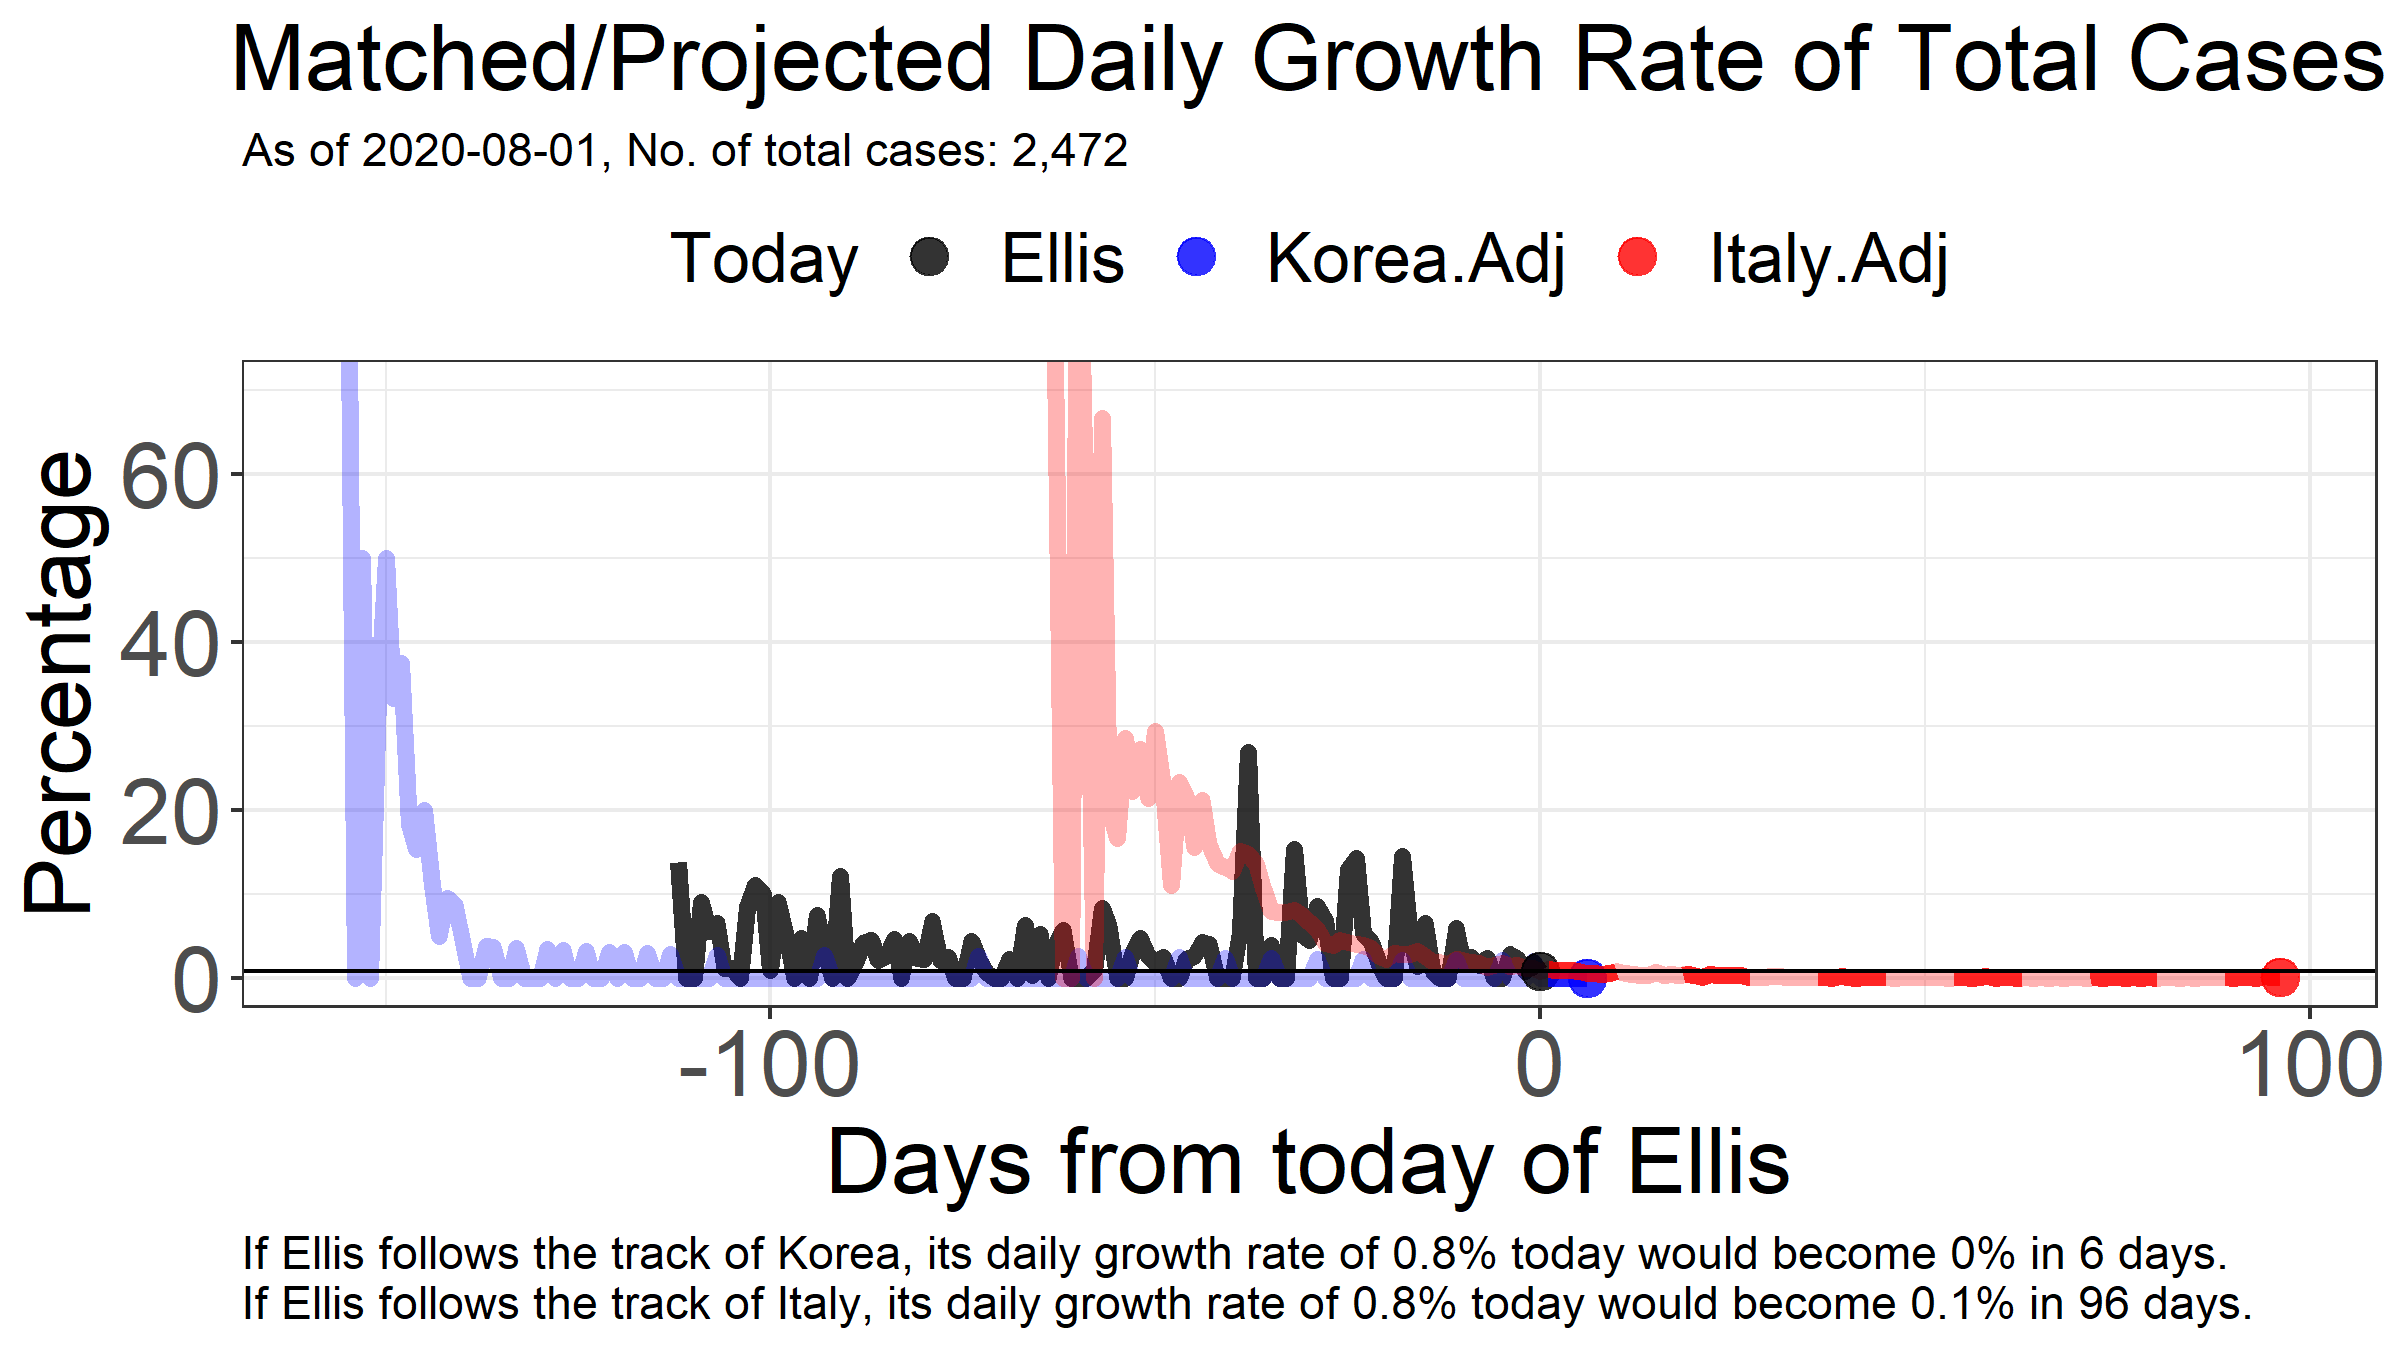 Matched/Projected Daily Growth Rate of Total Cases
As of 2020-08-01, No. of total cases: 2,472
Today Ellis Korea.Adj Italy.Adj
Percentage
60
40
20
0
-100 0 100
Days from today of Ellis
If Ellis follows the track of Korea, its daily growth rate of 0.8% today would become 0% in 6 days.
If Ellis follows the track of Italy, its daily growth rate of 0.8% today would become 0.1% in 96 days.